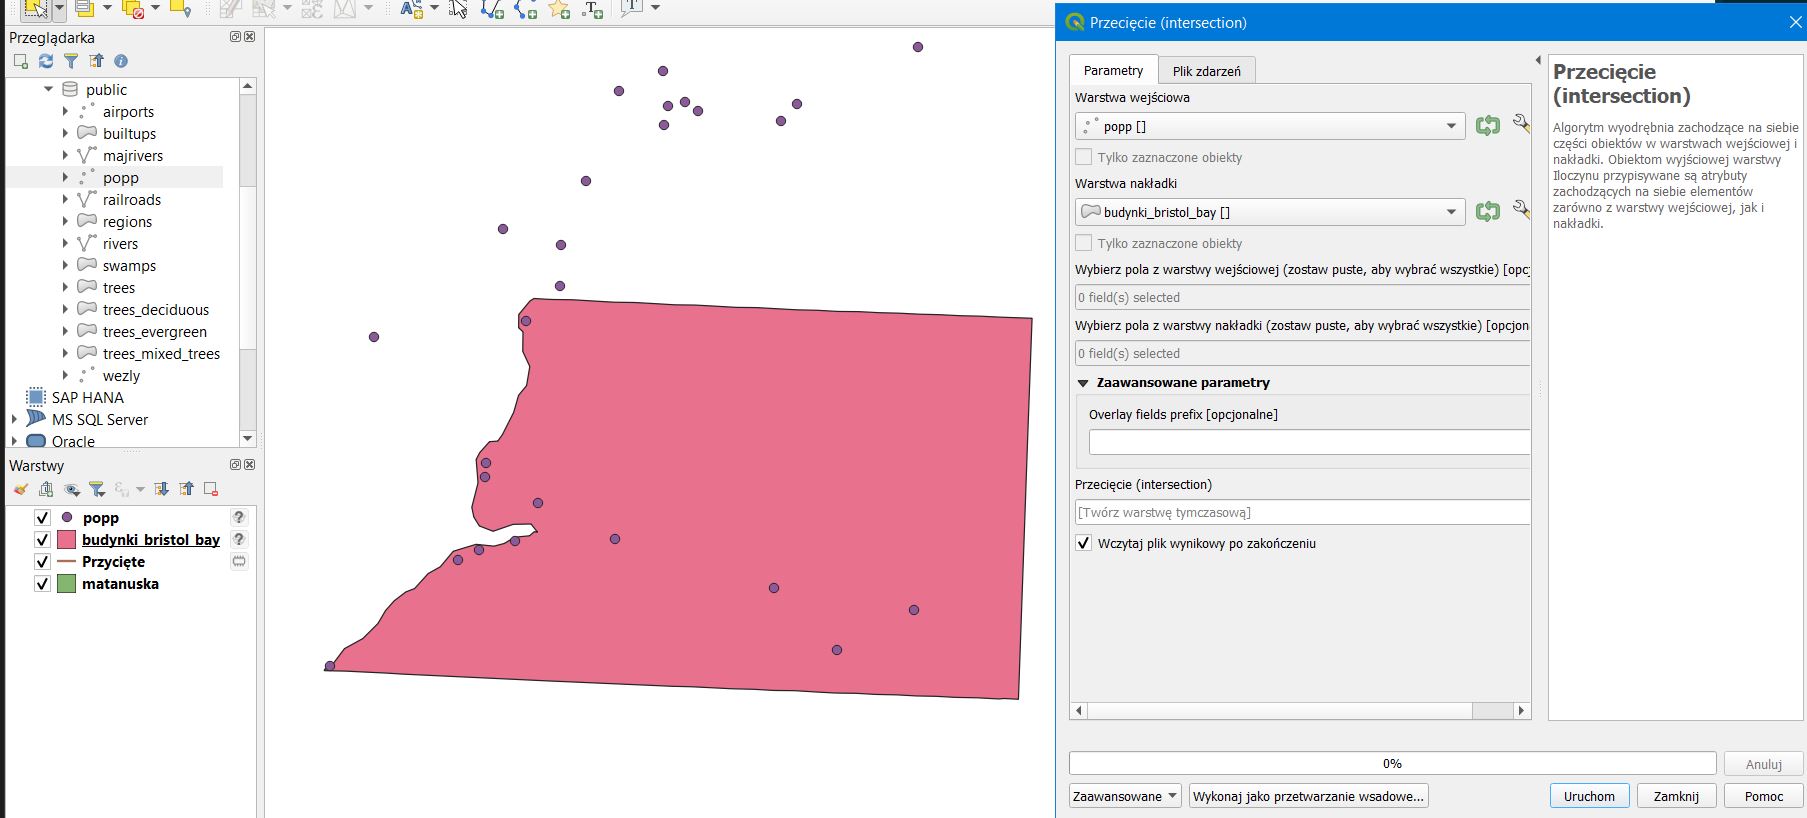 Przeglądarka
public
airports
builtups
majrivers
popp
railroads
regions
rivers
swamps
trees
trees_deciduous
trees_evergreen
trees_mixed_trees
wezly
SAP HANA
MS SQL Server
Oracle
Warstwy
popp
budynki_bristol_bay
Przycięte
matanuska
Przecięcie (intersection)
Parametry
Plik zdarzeń
Warstwa wejściowa
popp []
Tylko zaznaczone obiekty
Warstwa nakładki
budynki_bristol_bay []
Tylko zaznaczone obiekty
Wybierz pola z warstwy wejściowej (zostaw puste, aby wybrać wszystkie) [opcj
0 field(s) selected
Wybierz pola z warstwy nakładki (zostaw puste, aby wybrać wszystkie) [opcjon
0 field(s) selected
Zaawansowane parametry
Overlay fields prefix [opcjonalne]
Przecięcie (intersection)
[Twórz warstwę tymczasową]
Wczytaj plik wynikowy po zakończeniu
Przecięcie
(intersection)
Algorytm wyodrębnia zachodzące na siebie
części obiektów w warstwach wejściowej i
nakładki. Obiektom wyjściowej warstwy
Iloczynu przypisywane są atrybuty
zachodzących na siebie elementów
zarówno z warstwy wejściowej, jak i
nakładki.
0%
Anuluj
Zaawansowane
Wykonaj jako przetwarzanie wsadowe...
Uruchom
Zamknij
Pomoc